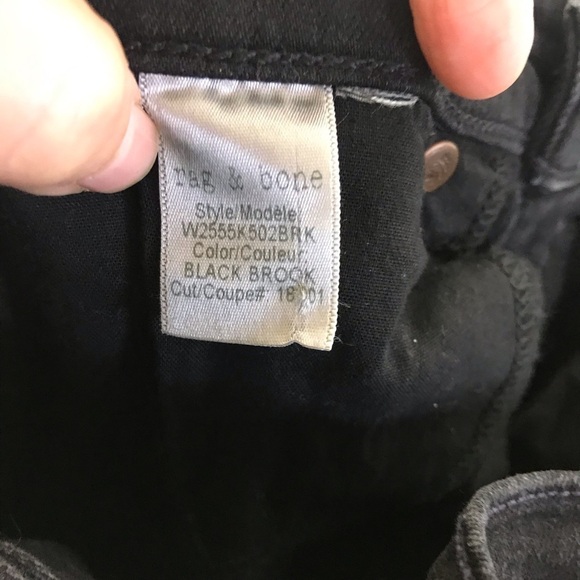 rag & bone
Style/Modèle
W2555K502BRK
Color/Couleur
BLACK BROOK
Cut/Coupe#